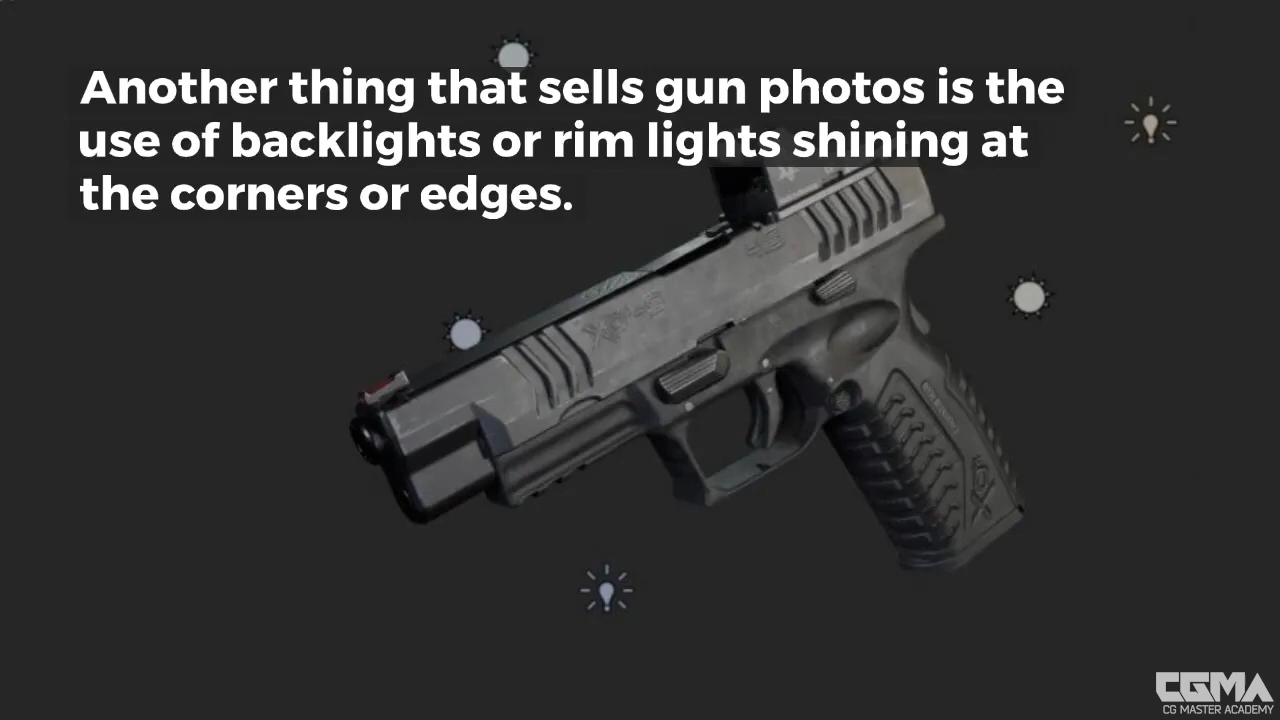 Another thing that sells gun photos is the
use of backlights or rim lights shining at
the corners or edges.
CGMA
CG MASTER ACADEMY